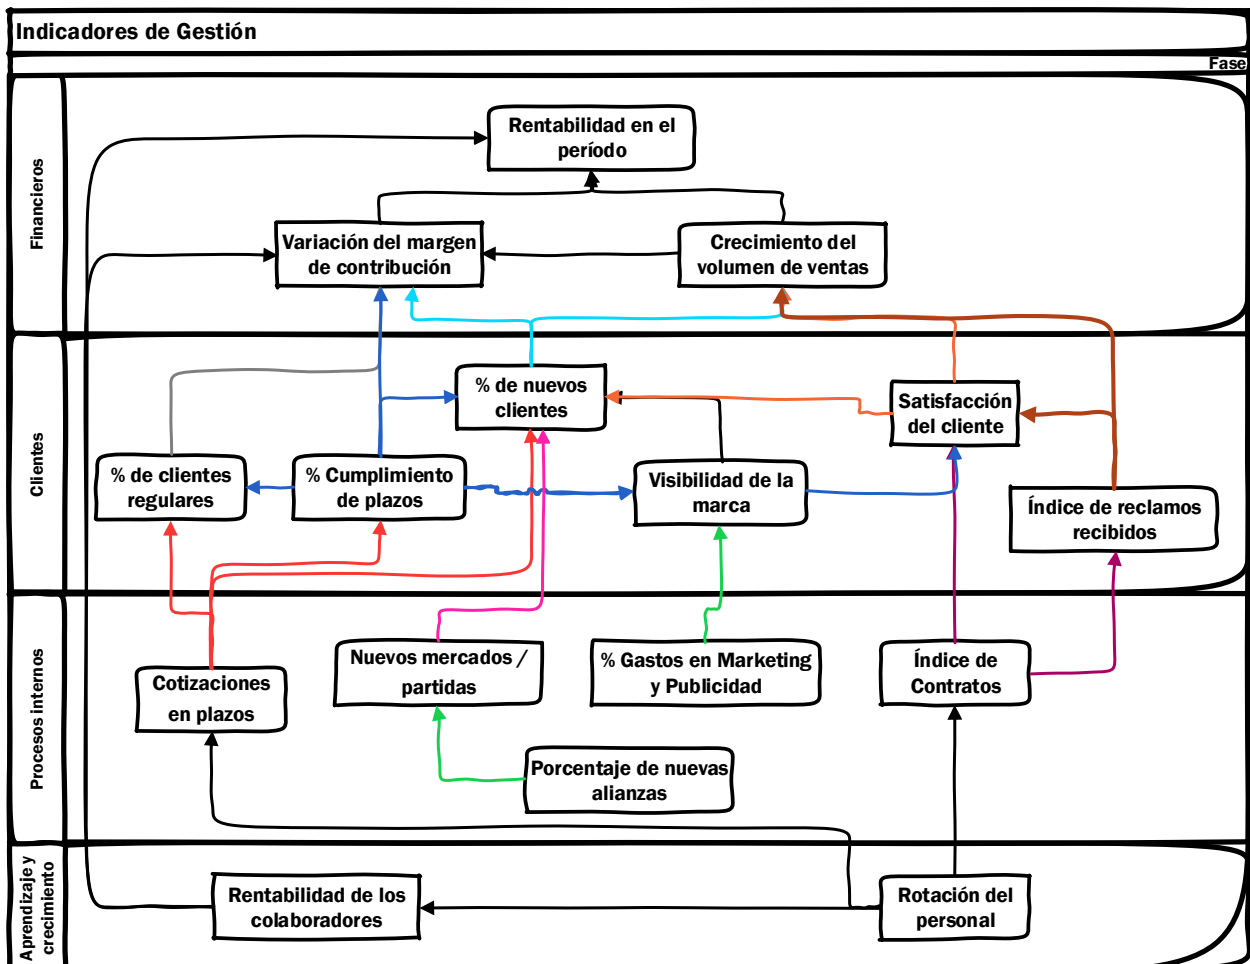 Indicadores de Gestión
Fase
Financieros
Rentabilidad en el
período
Variación del margen
de contribución
Crecimiento del
volumen de ventas
Clientes
% de nuevos
clientes
Satisfacción
del cliente
% de clientes
regulares
% Cumplimiento
de plazos
Visibilidad de la
marca
Índice de reclamos
recibidos
Procesos internos
Cotizaciones
en plazos
Nuevos mercados /
partidas
% Gastos en Marketing
y Publicidad
Índice de
Contratos
Porcentaje de nuevas
alianzas
Aprendizaje y
crecimiento
Rentabilidad de los
colaboradores
Rotación del
personal